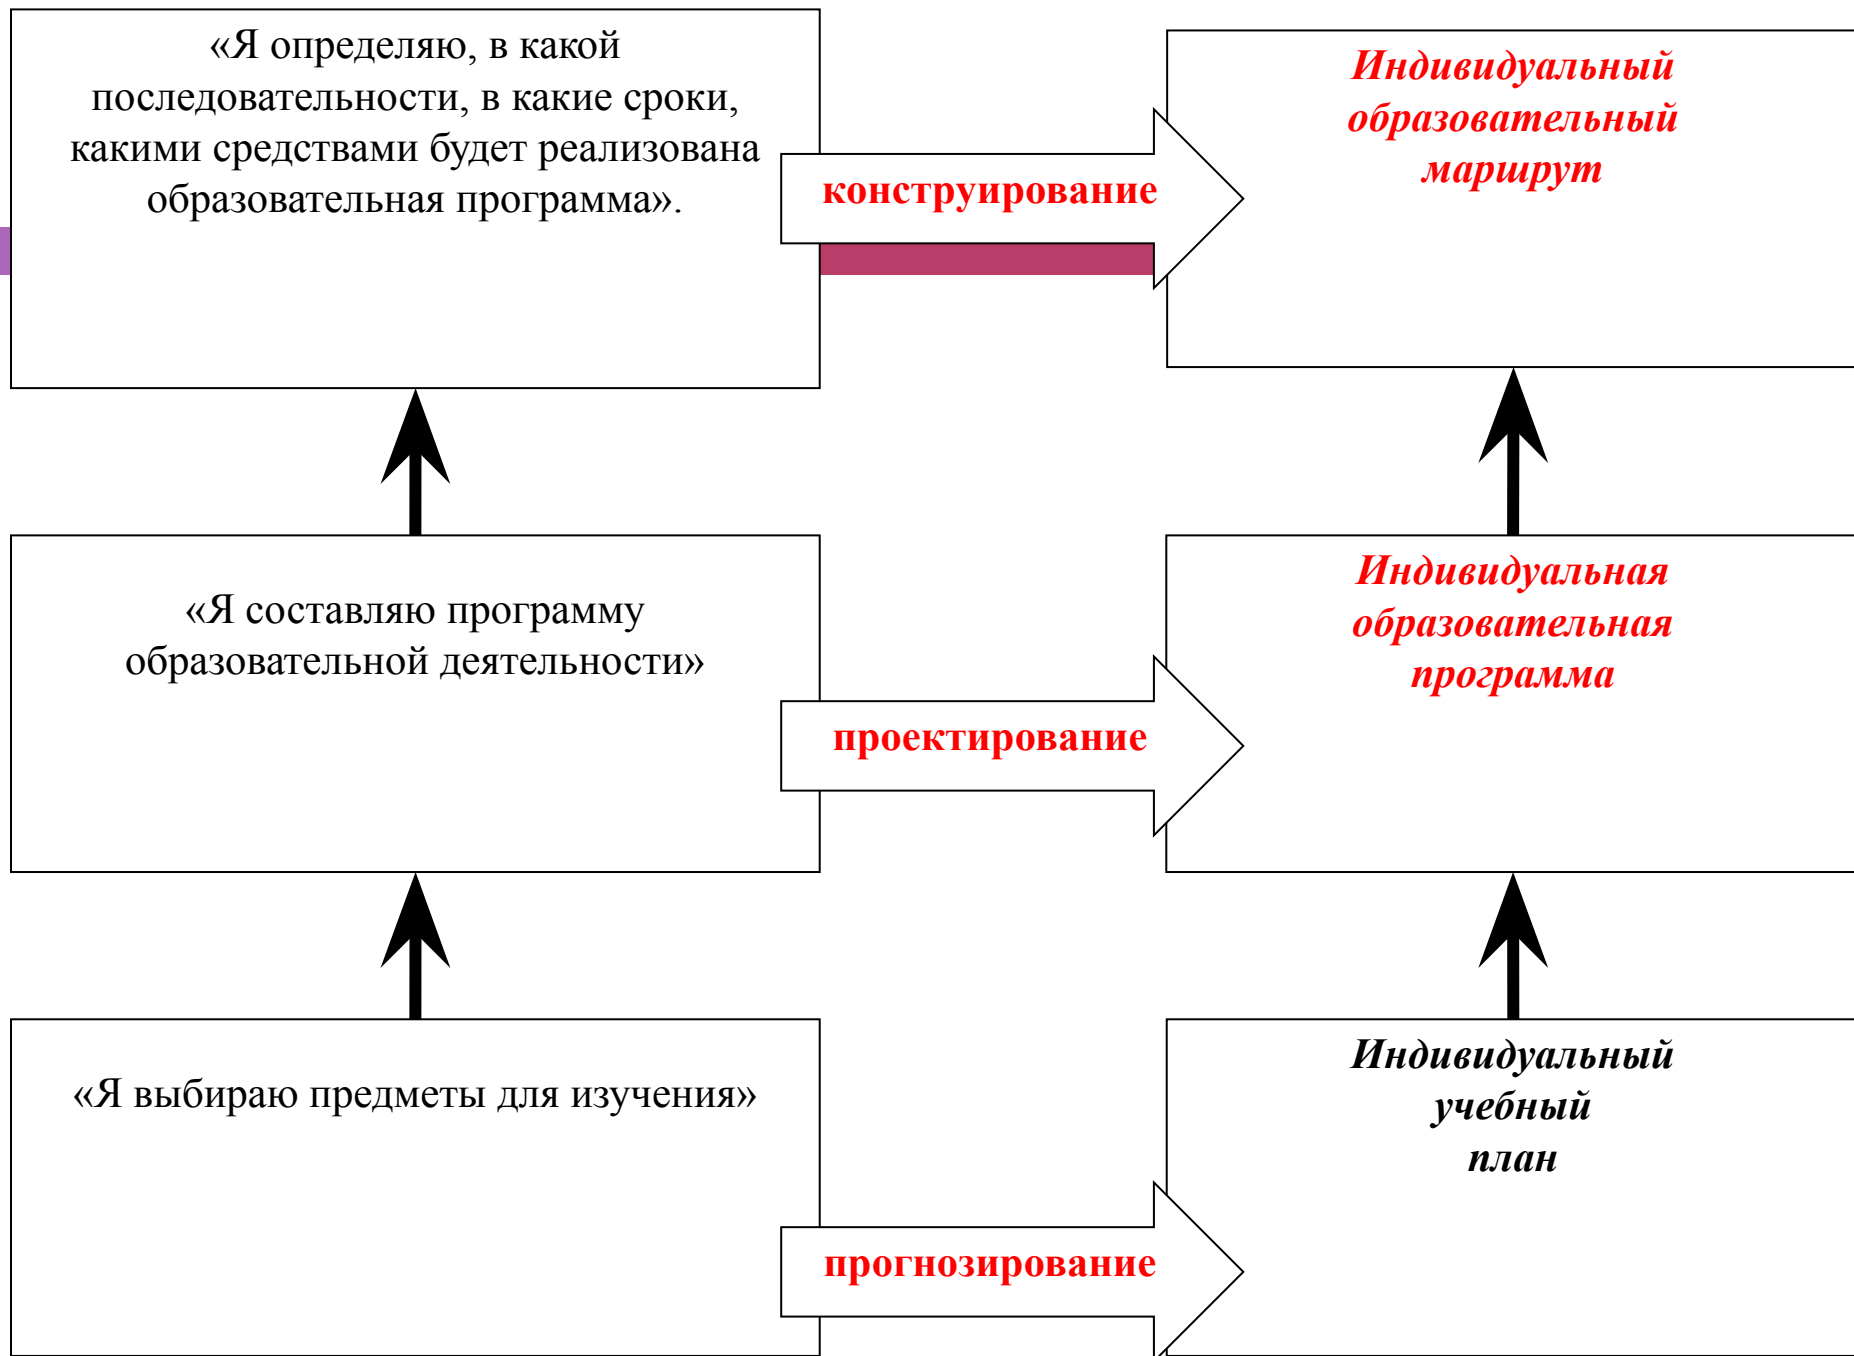 «Я определяю, в какой
последовательности, в какие сроки,
какими средствами будет реализована
образовательная программа».
конструирование
Индивидуальный
образовательный
маршрут
«Я составляю программу
образовательной деятельности»
проектирование
Индивидуальная
образовательная
программа
«Я выбираю предметы для изучения»
прогнозирование
Индивидуальный
учебный
план